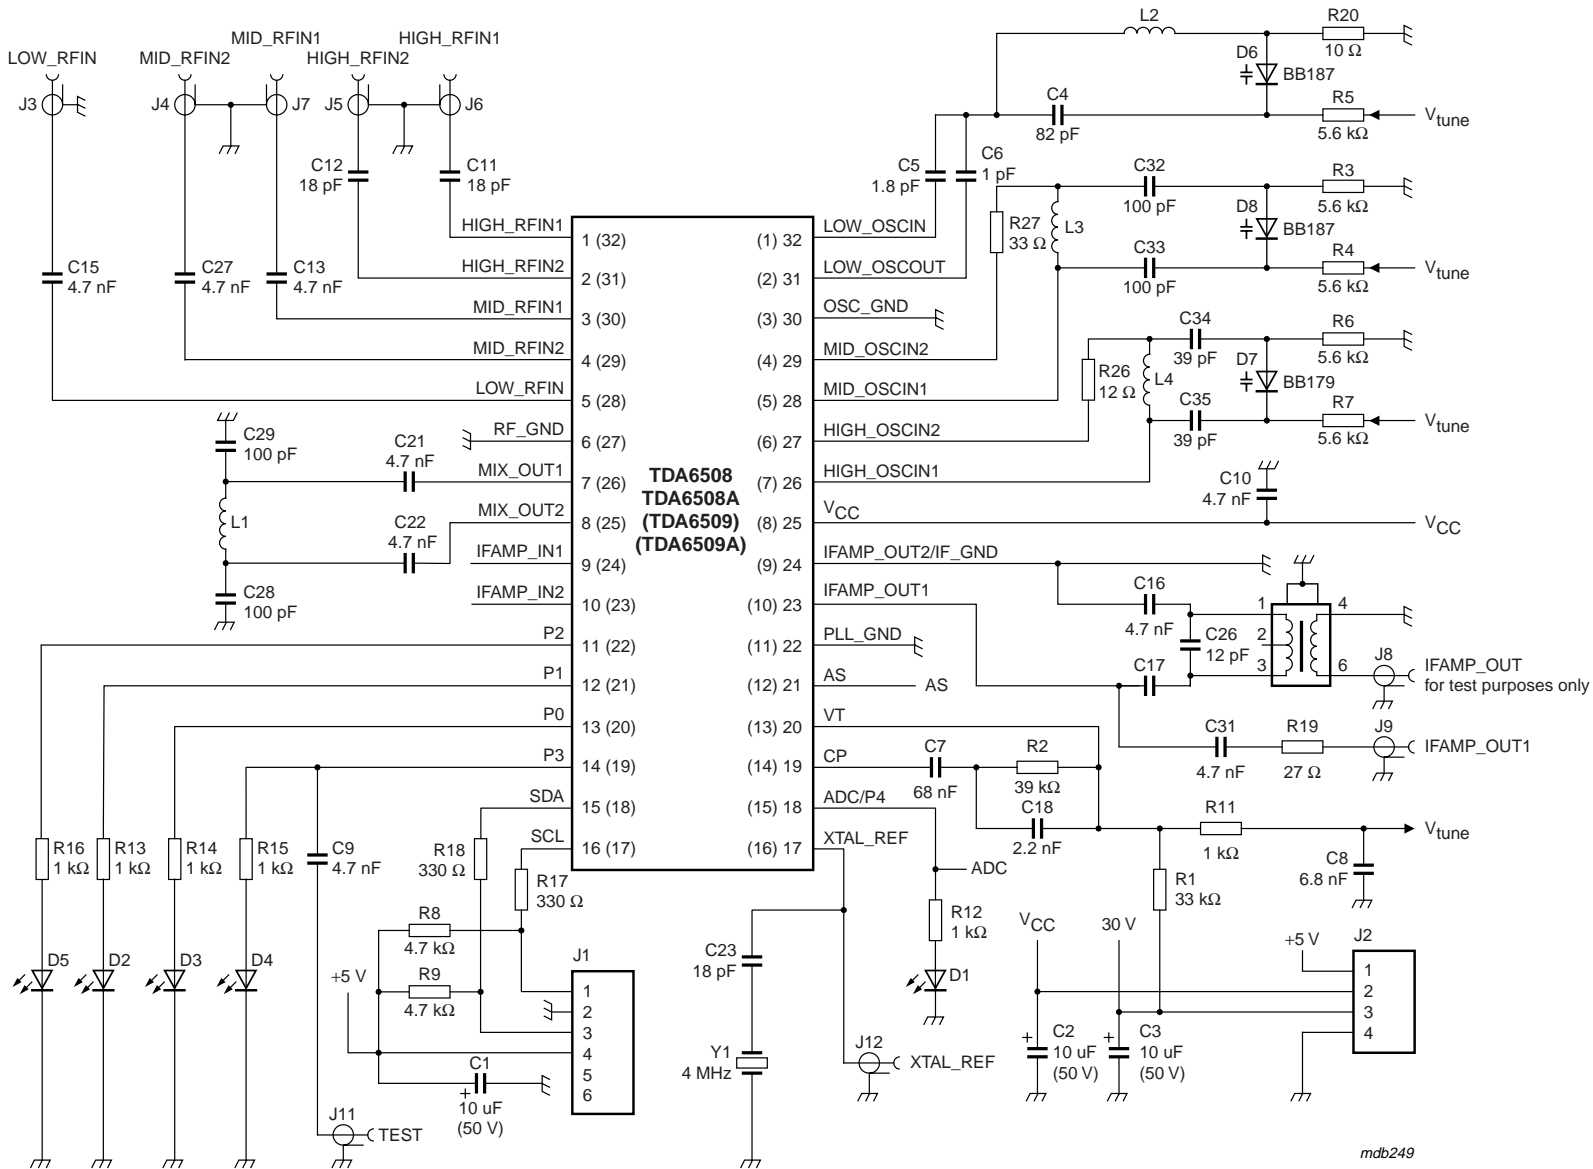 LOW_RFIN
MID_RFIN2
MID_RFIN1
HIGH_RFIN2
HIGH_RFIN1
J3
J4
J7
J5
J6
C12
18 pF
C11
18 pF
C15
4.7 nF
C27
4.7 nF
C13
4.7 nF
HIGH_RFIN1
HIGH_RFIN2
MID_RFIN1
MID_RFIN2
LOW_RFIN
RF_GND
MIX_OUT1
MIX_OUT2
IFAMP_IN1
IFAMP_IN2
P2
P1
P0
P3
SDA
SCL
C29
100 pF
C21
4.7 nF
L1
C22
4.7 nF
C28
100 pF
1 (32)
2 (31)
3 (30)
4 (29)
5 (28)
6 (27)
7 (26)
8 (25)
9 (24)
10 (23)
11 (22)
12 (21)
13 (20)
14 (19)
15 (18)
16 (17)
TDA6508
TDA6508A
(TDA6509)
(TDA6509A)
(1) 32
(2) 31
(3) 30
(4) 29
(5) 28
(6) 27
(7) 26
(8) 25
(9) 24
(10) 23
(11) 22
(12) 21
(13) 20
(14) 19
(15) 18
(16) 17
LOW_OSCIN
LOW_OSCOUT
OSC_GND
MID_OSCIN2
MID_OSCIN1
HIGH_OSCIN2
HIGH_OSCIN1
VCC
IFAMP_OUT2/IF_GND
IFAMP_OUT1
PLL_GND
AS
AS
VT
CP
ADC/P4
XTAL_REF
L2
R20
10 Ω
D6
BB187
C4
82 pF
R5
5.6 kΩ
Vtune
C5
1.8 pF
C6
1 pF
C32
100 pF
R3
5.6 kΩ
R27
33 Ω
L3
D8
BB187
C33
100 pF
R4
5.6 kΩ
Vtune
C34
39 pF
R6
5.6 kΩ
R26
12 Ω
L4
D7
BB179
C35
39 pF
R7
5.6 kΩ
Vtune
C10
4.7 nF
VCC
C16
4.7 nF
C26
12 pF
C17
1
2
3
4
6
J8
IFAMP_OUT
for test purposes only
C31
4.7 nF
R19
27 Ω
J9
IFAMP_OUT1
C7
68 nF
R2
39 kΩ
C18
2.2 nF
R11
1 kΩ
Vtune
C8
6.8 nF
R1
33 kΩ
ADC
R12
1 kΩ
D1
C23
18 pF
Y1
4 MHz
J12
XTAL_REF
VCC
30 V
+5 V
J2
1
2
3
4
+
C2
10 uF
(50 V)
+
C3
10 uF
(50 V)
R16
1 kΩ
R13
1 kΩ
R14
1 kΩ
R15
1 kΩ
C9
4.7 nF
R18
330 Ω
R17
330 Ω
R8
4.7 kΩ
R9
4.7 kΩ
+5 V
D5
D2
D3
D4
J1
1
2
3
4
5
6
C1
+
10 uF
(50 V)
J11
TEST
mdb249